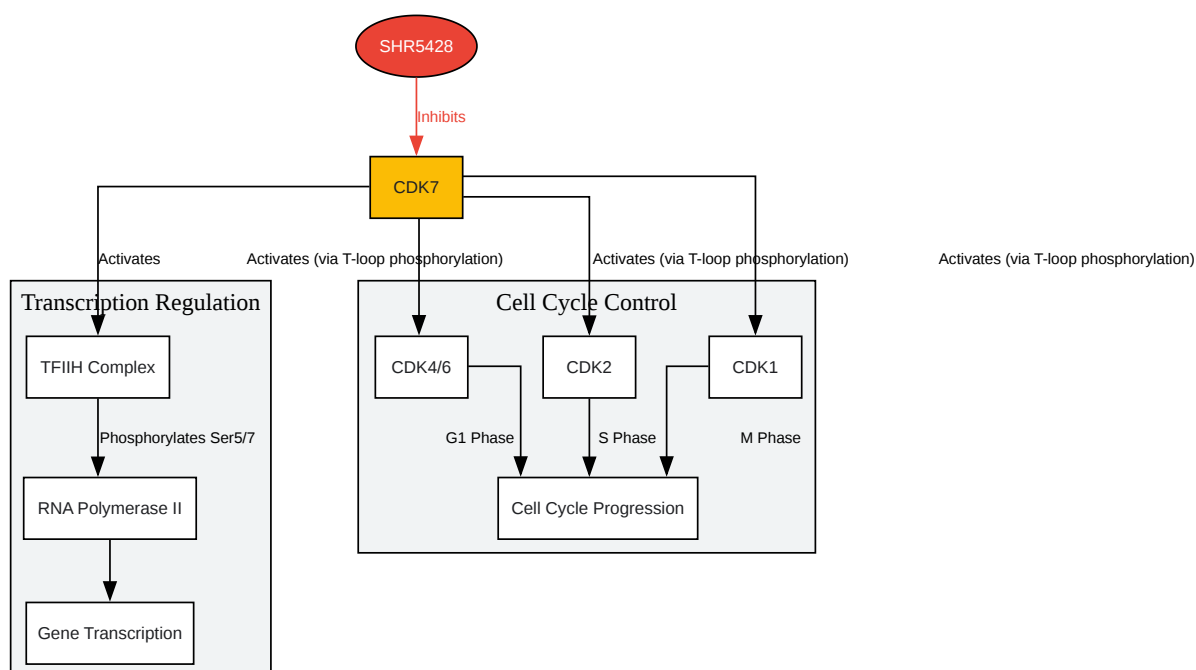 SHR5428
Inhibits
CDK7
Activates
Activates (via T-loop phosphorylation)
Activates (via T-loop phosphorylation)
Activates (via T-loop phosphorylation)
Transcription Regulation
Cell Cycle Control
TFIIH Complex
CDK4/6
CDK2
CDK1
Phosphorylates Ser5/7
G1 Phase
S Phase
M Phase
RNA Polymerase II
Cell Cycle Progression
Gene Transcription